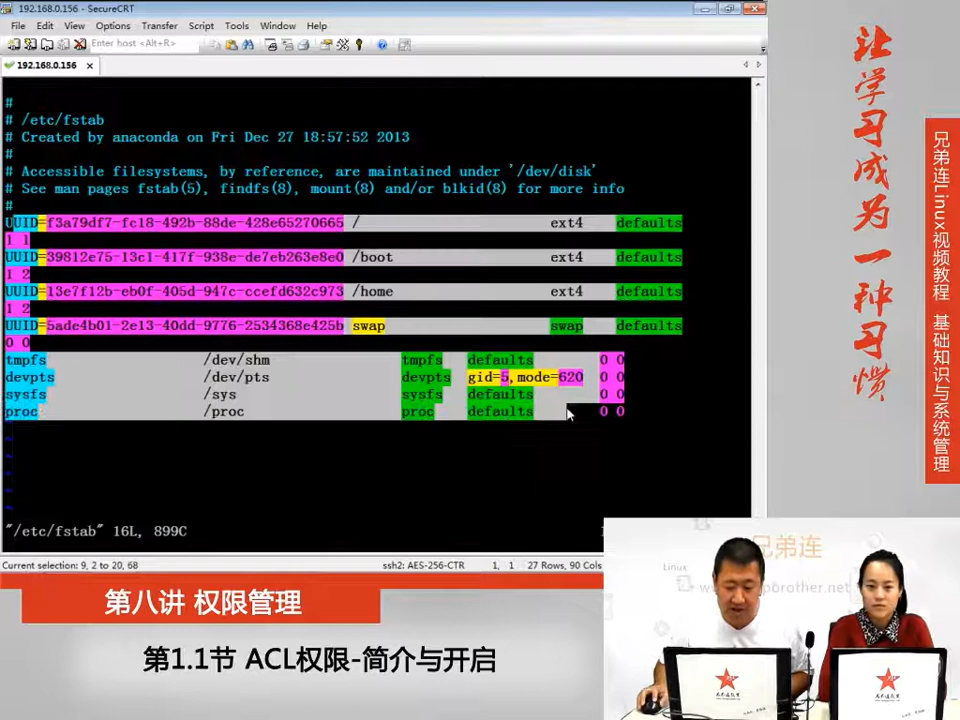 192.168.0.156 - SecureCRT
File Edit View Options Transfer Script Tools Window Help
Enter host <Alt+R>
192.168.0.156
#
# /etc/fstab
# Created by anaconda on Fri Dec 27 18:57:52 2013
#
# Accessible filesystems, by reference, are maintained under '/dev/disk'
# See man pages fstab(5), findfs(8), mount(8) and/or blkid(8) for more info
#
UUID=f3a79df7-fc18-492b-88de-428e65270665 / ext4 defaults
1 1
UUID=39812e75-13c1-417f-938e-de7eb263e8e0 /boot ext4 defaults
1 2
UUID=13e7f12b-eb0f-405d-947c-ccefd632c973 /home ext4 defaults
1 2
UUID=5adc4b01-2e13-40dd-9776-2534368e425b swap swap defaults
0 0
tmpfs /dev/shm tmpfs defaults 0 0
devpts /dev/pts devpts gid=5,mode=620 0 0
sysfs /sys sysfs defaults 0 0
proc /proc proc defaults 0 0
~
~
~
~
~
"/etc/fstab" 16L, 899C
Current selection: 9, 2 to 20, 68 ssh2: AES-256-CTR 1, 1 27 Rows, 90 Cols
第八讲 权限管理
第1.1节 ACL权限-简介与开启
让学习成为一种习惯
兄弟连Linux视频教程 基础知识与系统管理
兄弟连
Linux